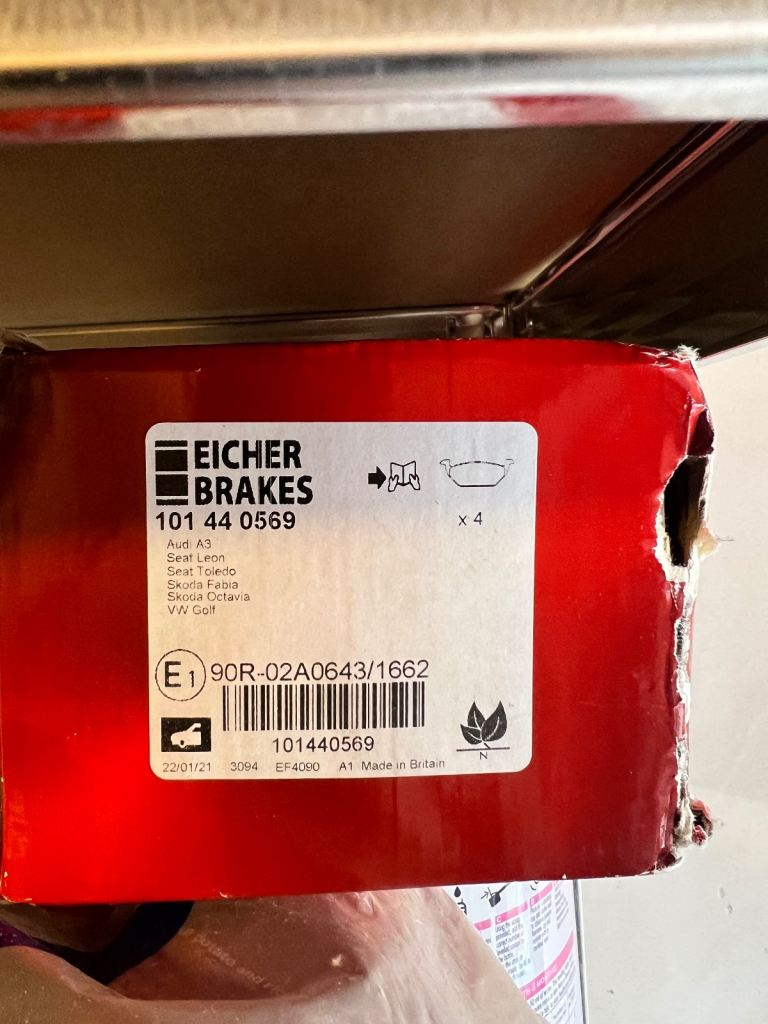 EICHER
BRAKES
101 44 0569
x 4
Audi A3
Seat Leon
Seat Toledo
Skoda Fabia
Skoda Octavia
VW Golf
E1 90R-02A0643/1662
101440569
N
22/01/21 3094 EF4090 A1 Made in Britain